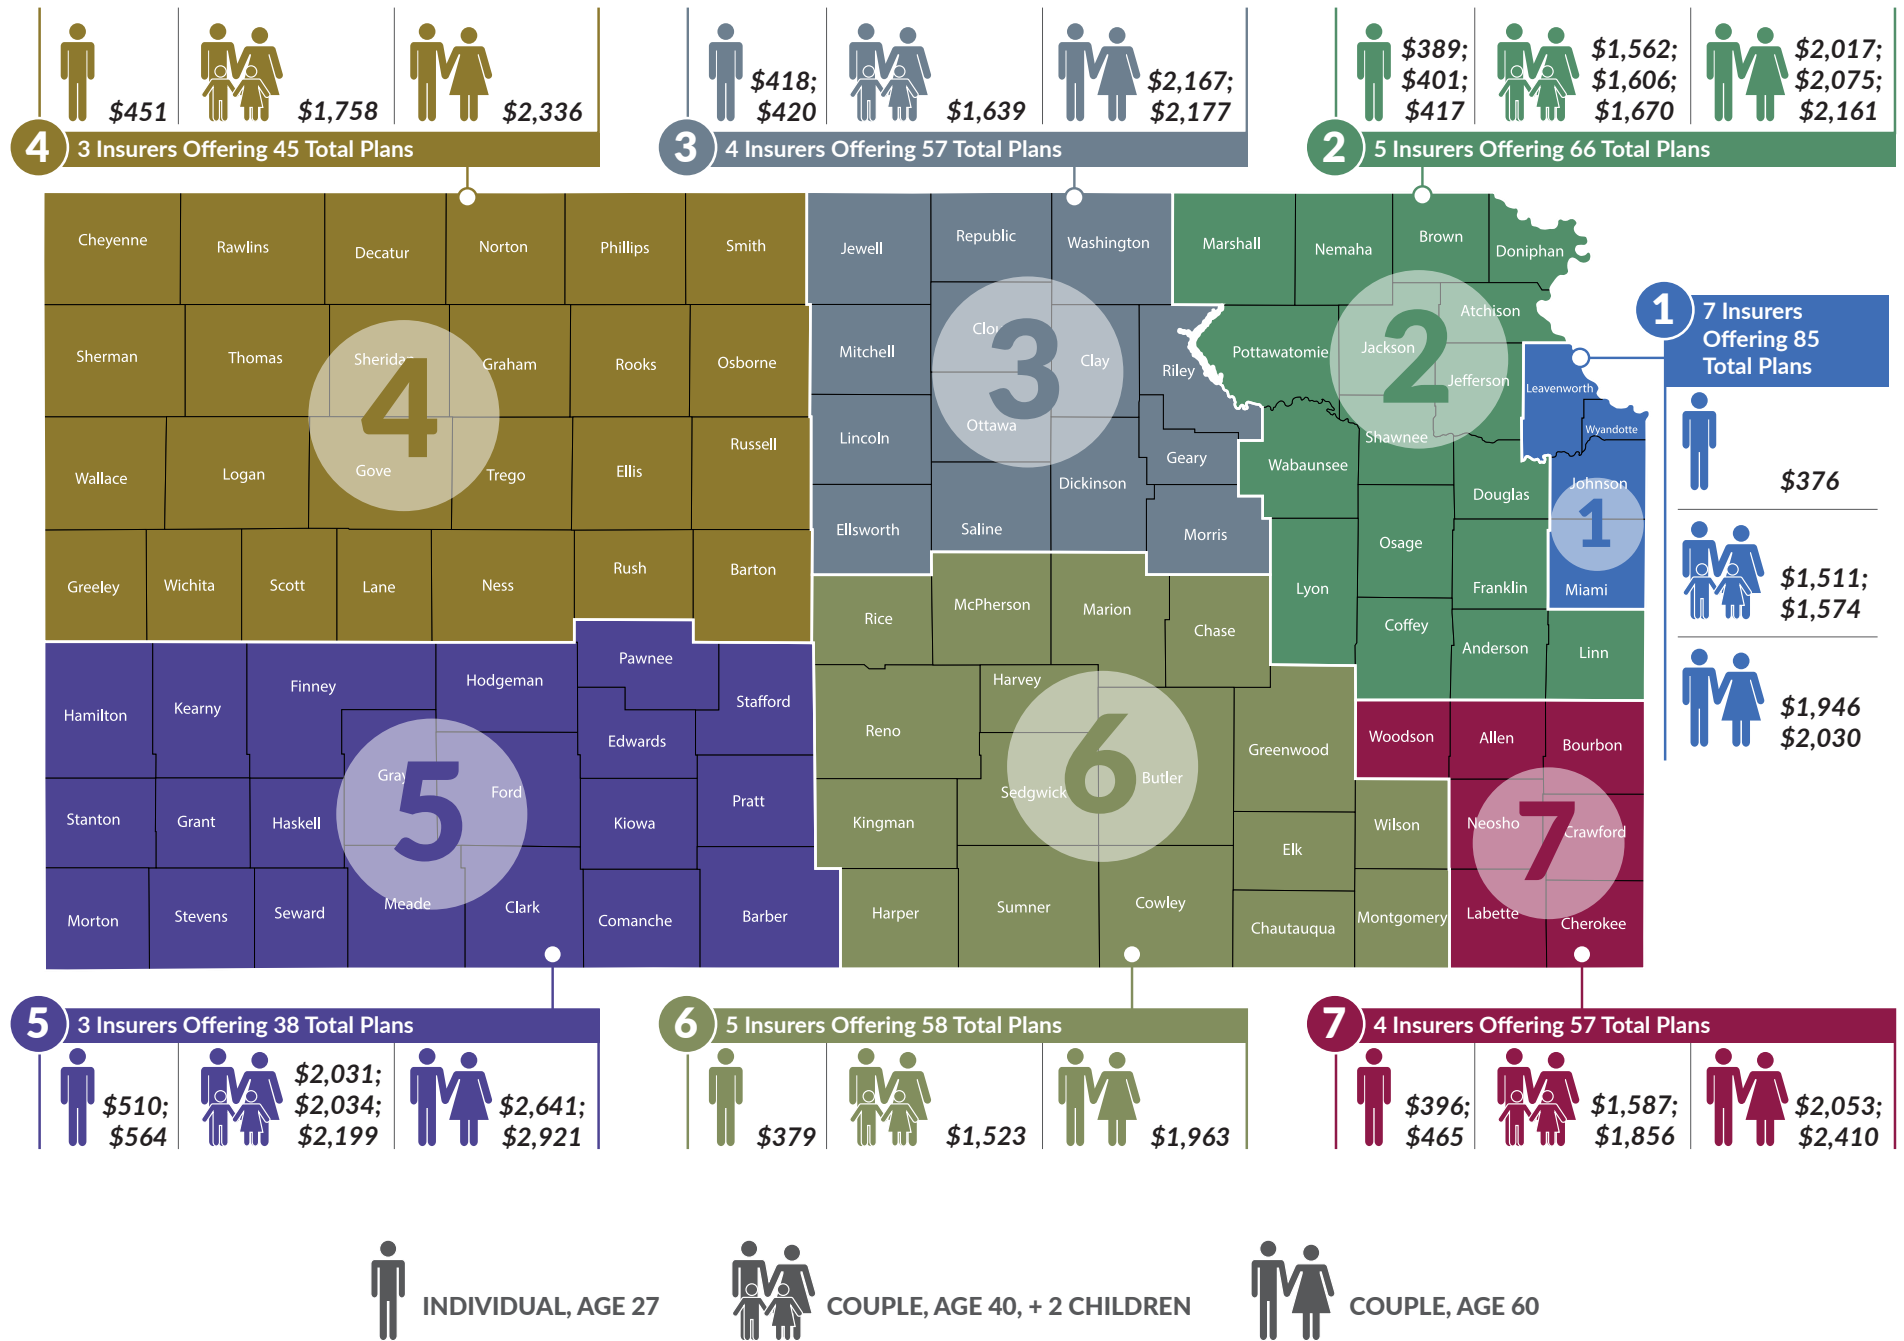 $451
$1,758
$2,336
4
3 Insurers Offering 45 Total Plans
$418;
$420
$1,639
$2,167;
$2,177
3
4 Insurers Offering 57 Total Plans
$389;
$401;
$417
$1,562;
$1,606;
$1,670
$2,017;
$2,075;
$2,161
2
5 Insurers Offering 66 Total Plans
1
7 Insurers
Offering 85
Total Plans
$376
$1,511;
$1,574
$1,946
$2,030
Cheyenne
Rawlins
Decatur
Norton
Phillips
Smith
Sherman
Thomas
Sheridan
Graham
Rooks
Osborne
Wallace
Logan
Gove
Trego
Ellis
Russell
Greeley
Wichita
Scott
Lane
Ness
Rush
Barton
4
Jewell
Republic
Washington
Mitchell
Cloud
Clay
Riley
Lincoln
Ottawa
Geary
Dickinson
Ellsworth
Saline
Morris
3
Marshall
Nemaha
Brown
Doniphan
Atchison
Pottawatomie
Jackson
Jefferson
Shawnee
Wabaunsee
Douglas
Osage
Lyon
Franklin
Coffey
Anderson
Linn
2
Leavenworth
Wyandotte
Johnson
Miami
1
Hamilton
Kearny
Finney
Hodgeman
Pawnee
Stafford
Edwards
Gray
Ford
Stanton
Grant
Haskell
Kiowa
Pratt
Morton
Stevens
Seward
Meade
Clark
Comanche
Barber
5
Rice
McPherson
Marion
Chase
Harvey
Reno
Greenwood
Sedgwick
Butler
Kingman
Wilson
Elk
Harper
Sumner
Cowley
Chautauqua
Montgomery
6
Woodson
Allen
Bourbon
Neosho
Crawford
Labette
Cherokee
7
5
3 Insurers Offering 38 Total Plans
$510;
$564
$2,031;
$2,034;
$2,199
$2,641;
$2,921
6
5 Insurers Offering 58 Total Plans
$379
$1,523
$1,963
7
4 Insurers Offering 57 Total Plans
$396;
$465
$1,587;
$1,856
$2,053;
$2,410
INDIVIDUAL, AGE 27
COUPLE, AGE 40, + 2 CHILDREN
COUPLE, AGE 60